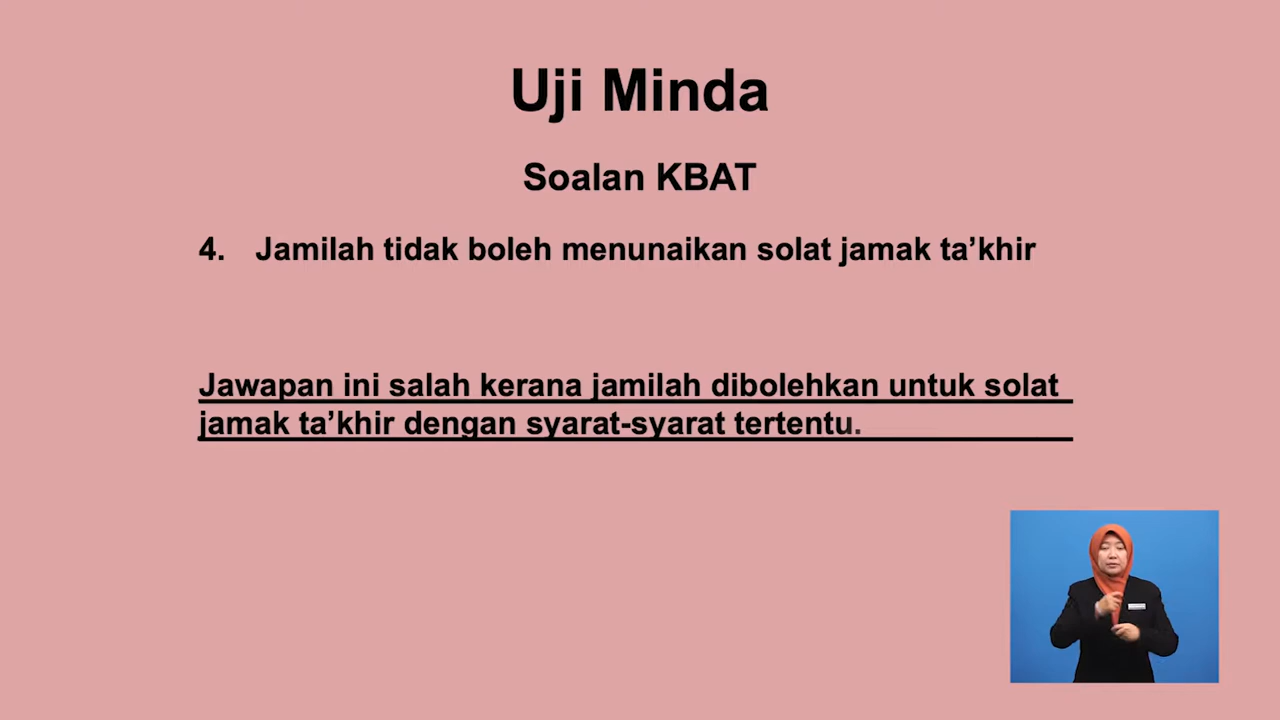 Uji Minda
Soalan KBAT
4. Jamilah tidak boleh menunaikan solat jamak ta’khir
Jawapan ini salah kerana jamilah dibolehkan untuk solat
jamak ta’khir dengan syarat-syarat tertentu.